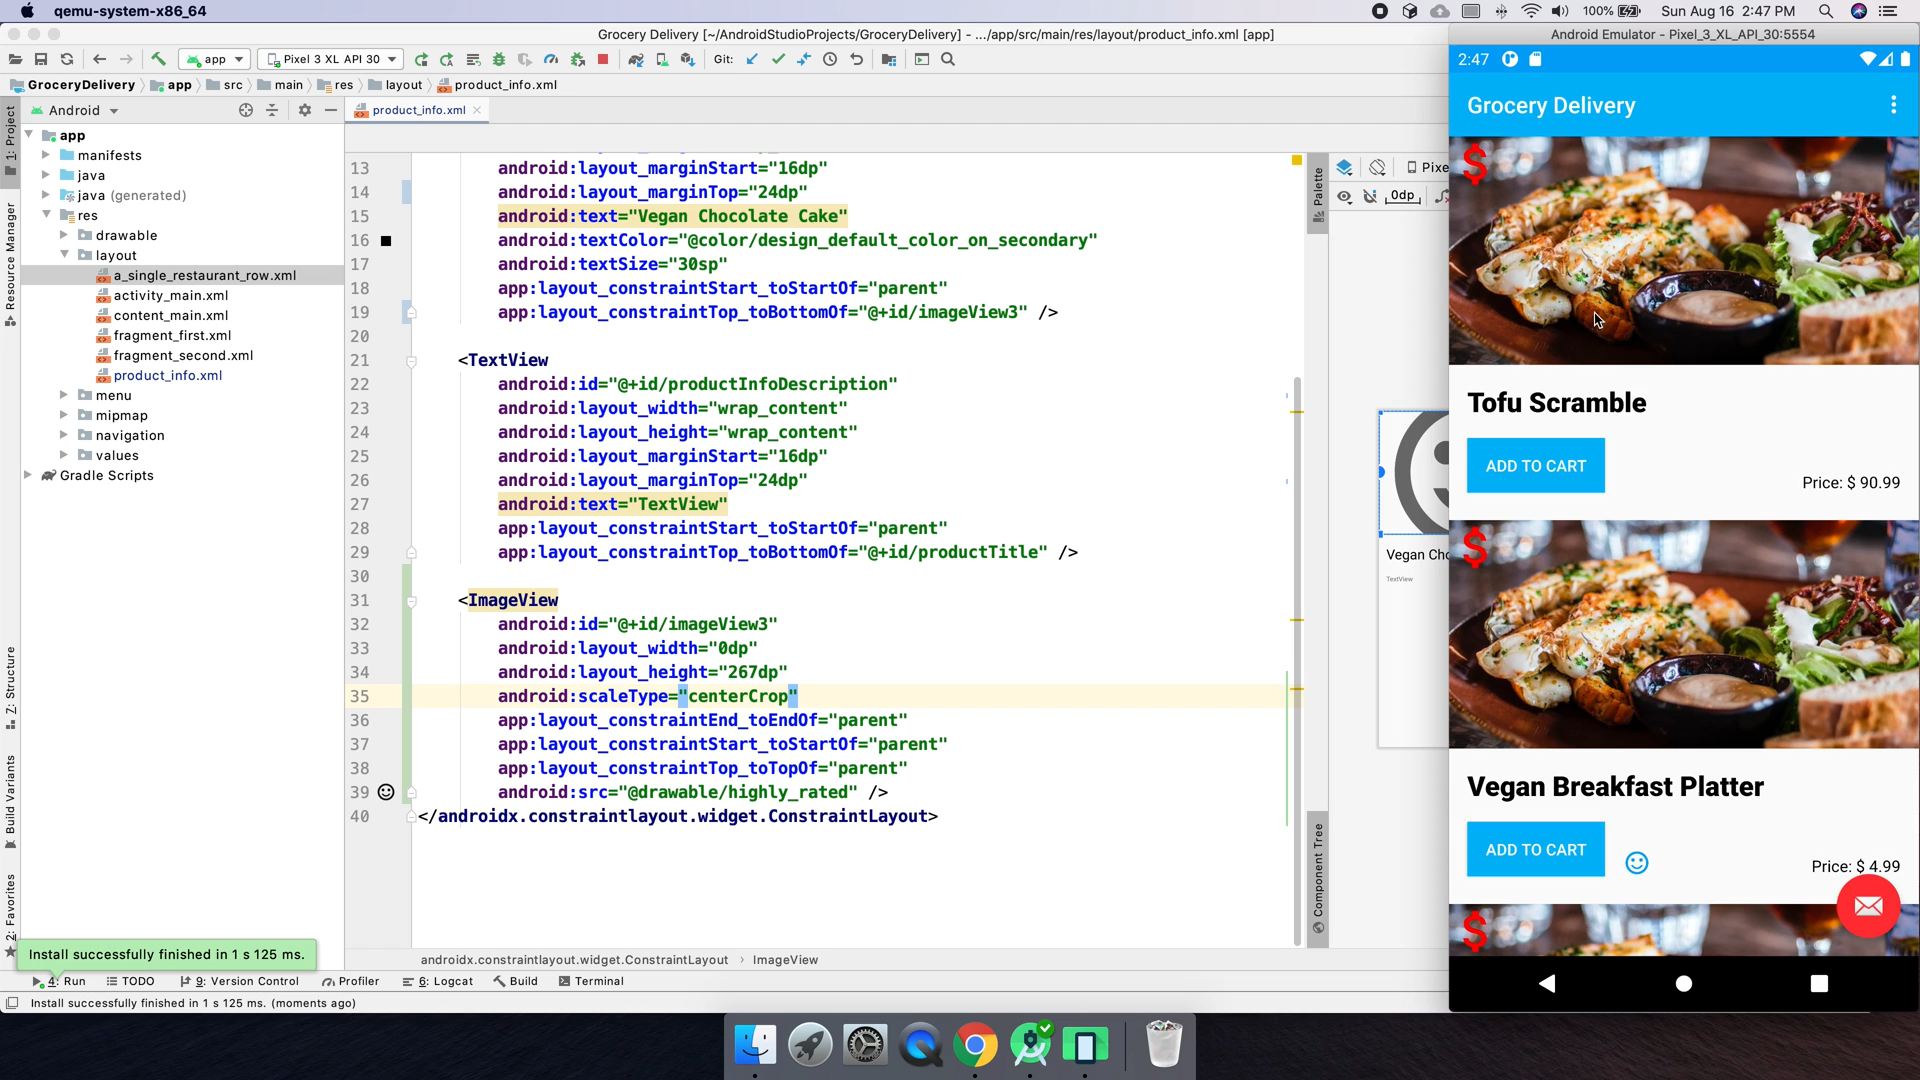 qemu-system-x86_64
100%
Sun Aug 16 2:47 PM
Grocery Delivery [~/AndroidStudioProjects/GroceryDelivery] - .../app/src/main/res/layout/product_info.xml [app]
Android Emulator - Pixel_3_XL_API_30:5554
app
Pixel 3 XL API 30
Git:
GroceryDelivery
app
src
main
res
layout
product_info.xml
Android
product_info.xml
1: Project
Resource Manager
Z: Structure
Build Variants
2: Favorites
app
manifests
java
java (generated)
res
drawable
layout
a_single_restaurant_row.xml
activity_main.xml
content_main.xml
fragment_first.xml
fragment_second.xml
product_info.xml
menu
mipmap
navigation
values
Gradle Scripts
13 android:layout_marginStart="16dp"
14 android:layout_marginTop="24dp"
15 android:text="Vegan Chocolate Cake"
16 android:textColor="@color/design_default_color_on_secondary"
17 android:textSize="30sp"
18 app:layout_constraintStart_toStartOf="parent"
19 app:layout_constraintTop_toBottomOf="@+id/imageView3" />
20
21 <TextView
22 android:id="@+id/productInfoDescription"
23 android:layout_width="wrap_content"
24 android:layout_height="wrap_content"
25 android:layout_marginStart="16dp"
26 android:layout_marginTop="24dp"
27 android:text="TextView"
28 app:layout_constraintStart_toStartOf="parent"
29 app:layout_constraintTop_toBottomOf="@+id/productTitle" />
30
31 <ImageView
32 android:id="@+id/imageView3"
33 android:layout_width="0dp"
34 android:layout_height="267dp"
35 android:scaleType="centerCrop"
36 app:layout_constraintEnd_toEndOf="parent"
37 app:layout_constraintStart_toStartOf="parent"
38 app:layout_constraintTop_toTopOf="parent"
39 android:src="@drawable/highly_rated" />
40 </androidx.constraintlayout.widget.ConstraintLayout>
Palette
Component Tree
Pixe
0dp
Vegan Cho
TextView
2:47
Grocery Delivery
$
Tofu Scramble
ADD TO CART
Price: $ 90.99
$
Vegan Breakfast Platter
ADD TO CART
Price: $ 4.99
$
Install successfully finished in 1 s 125 ms.
androidx.constraintlayout.widget.ConstraintLayout
ImageView
4: Run
TODO
9: Version Control
Profiler
6: Logcat
Build
Terminal
Install successfully finished in 1 s 125 ms. (moments ago)